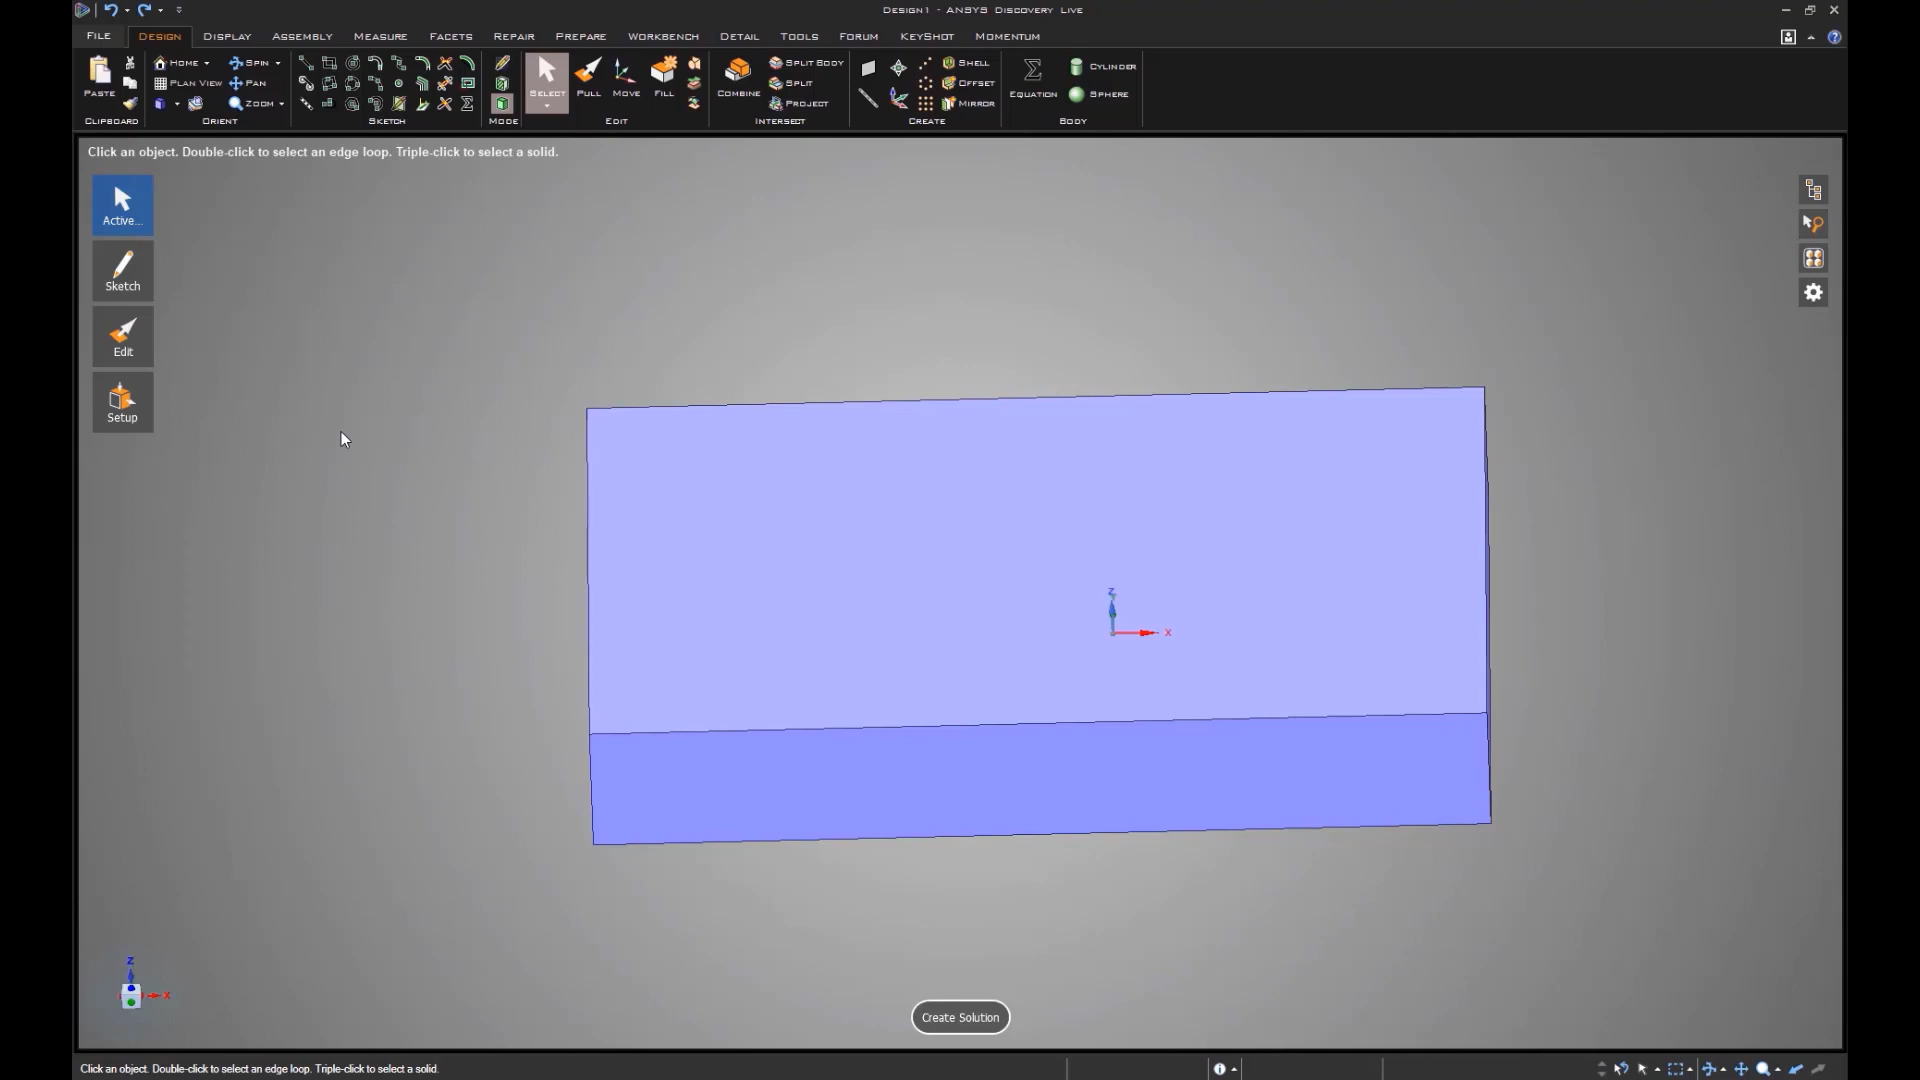 Design1 - ANSYS Discovery Live
FILE DESIGN DISPLAY ASSEMBLY MEASURE FACETS REPAIR PREPARE WORKBENCH DETAIL TOOLS FORUM KEYSHOT MOMENTUM
HOME SPIN SPLIT BODY SHELL CYLINDER
PLAN VIEW PAN SPLIT OFFSET
PASTE SELECT PULL MOVE FILL COMBINE EQUATION SPHERE
ZOOM PROJECT MIRROR
CLIPBOARD ORIENT SKETCH MODE EDIT INTERSECT CREATE BODY
Click an object. Double-click to select an edge loop. Triple-click to select a solid.
Active...
Sketch
Edit
Setup
Z
X
Z
X
Create Solution
Click an object. Double-click to select an edge loop. Triple-click to select a solid.